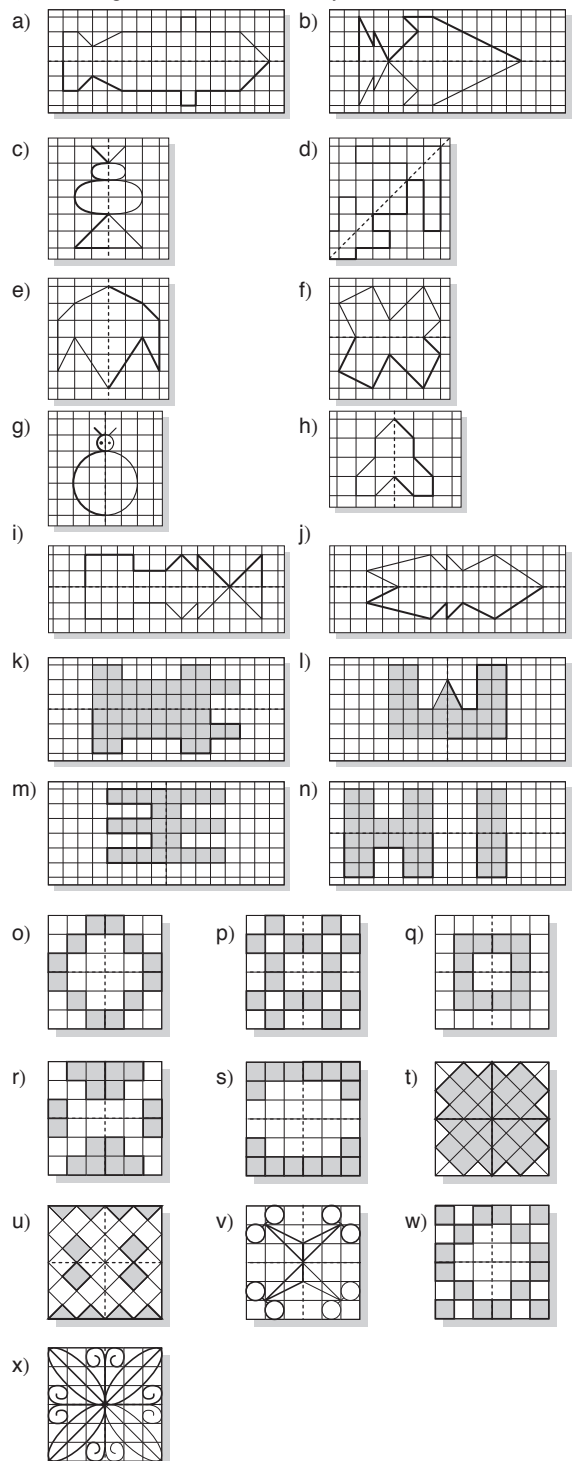 a) b)
c) d)
e) f)
g) h)
i) j)
k) l)
m) n)
o) p) q)
r) s) t)
u) v) w)
x)